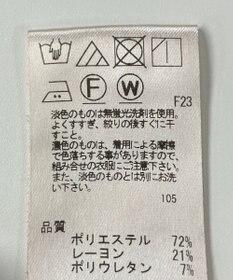 F W
F23
淡色のものは無蛍光洗剤を使用。
よくすすぎ、絞りの後すぐに干
すこと。
濃色のものは、着用による摩擦
で色落ちする事がありますので、
組み合せの衣服にご注意下さい。
また、淡色のものとは別にお洗
い下さい。
105
品質
ポリエステル 72%
レーヨン 21%
ポリウレタン 7%